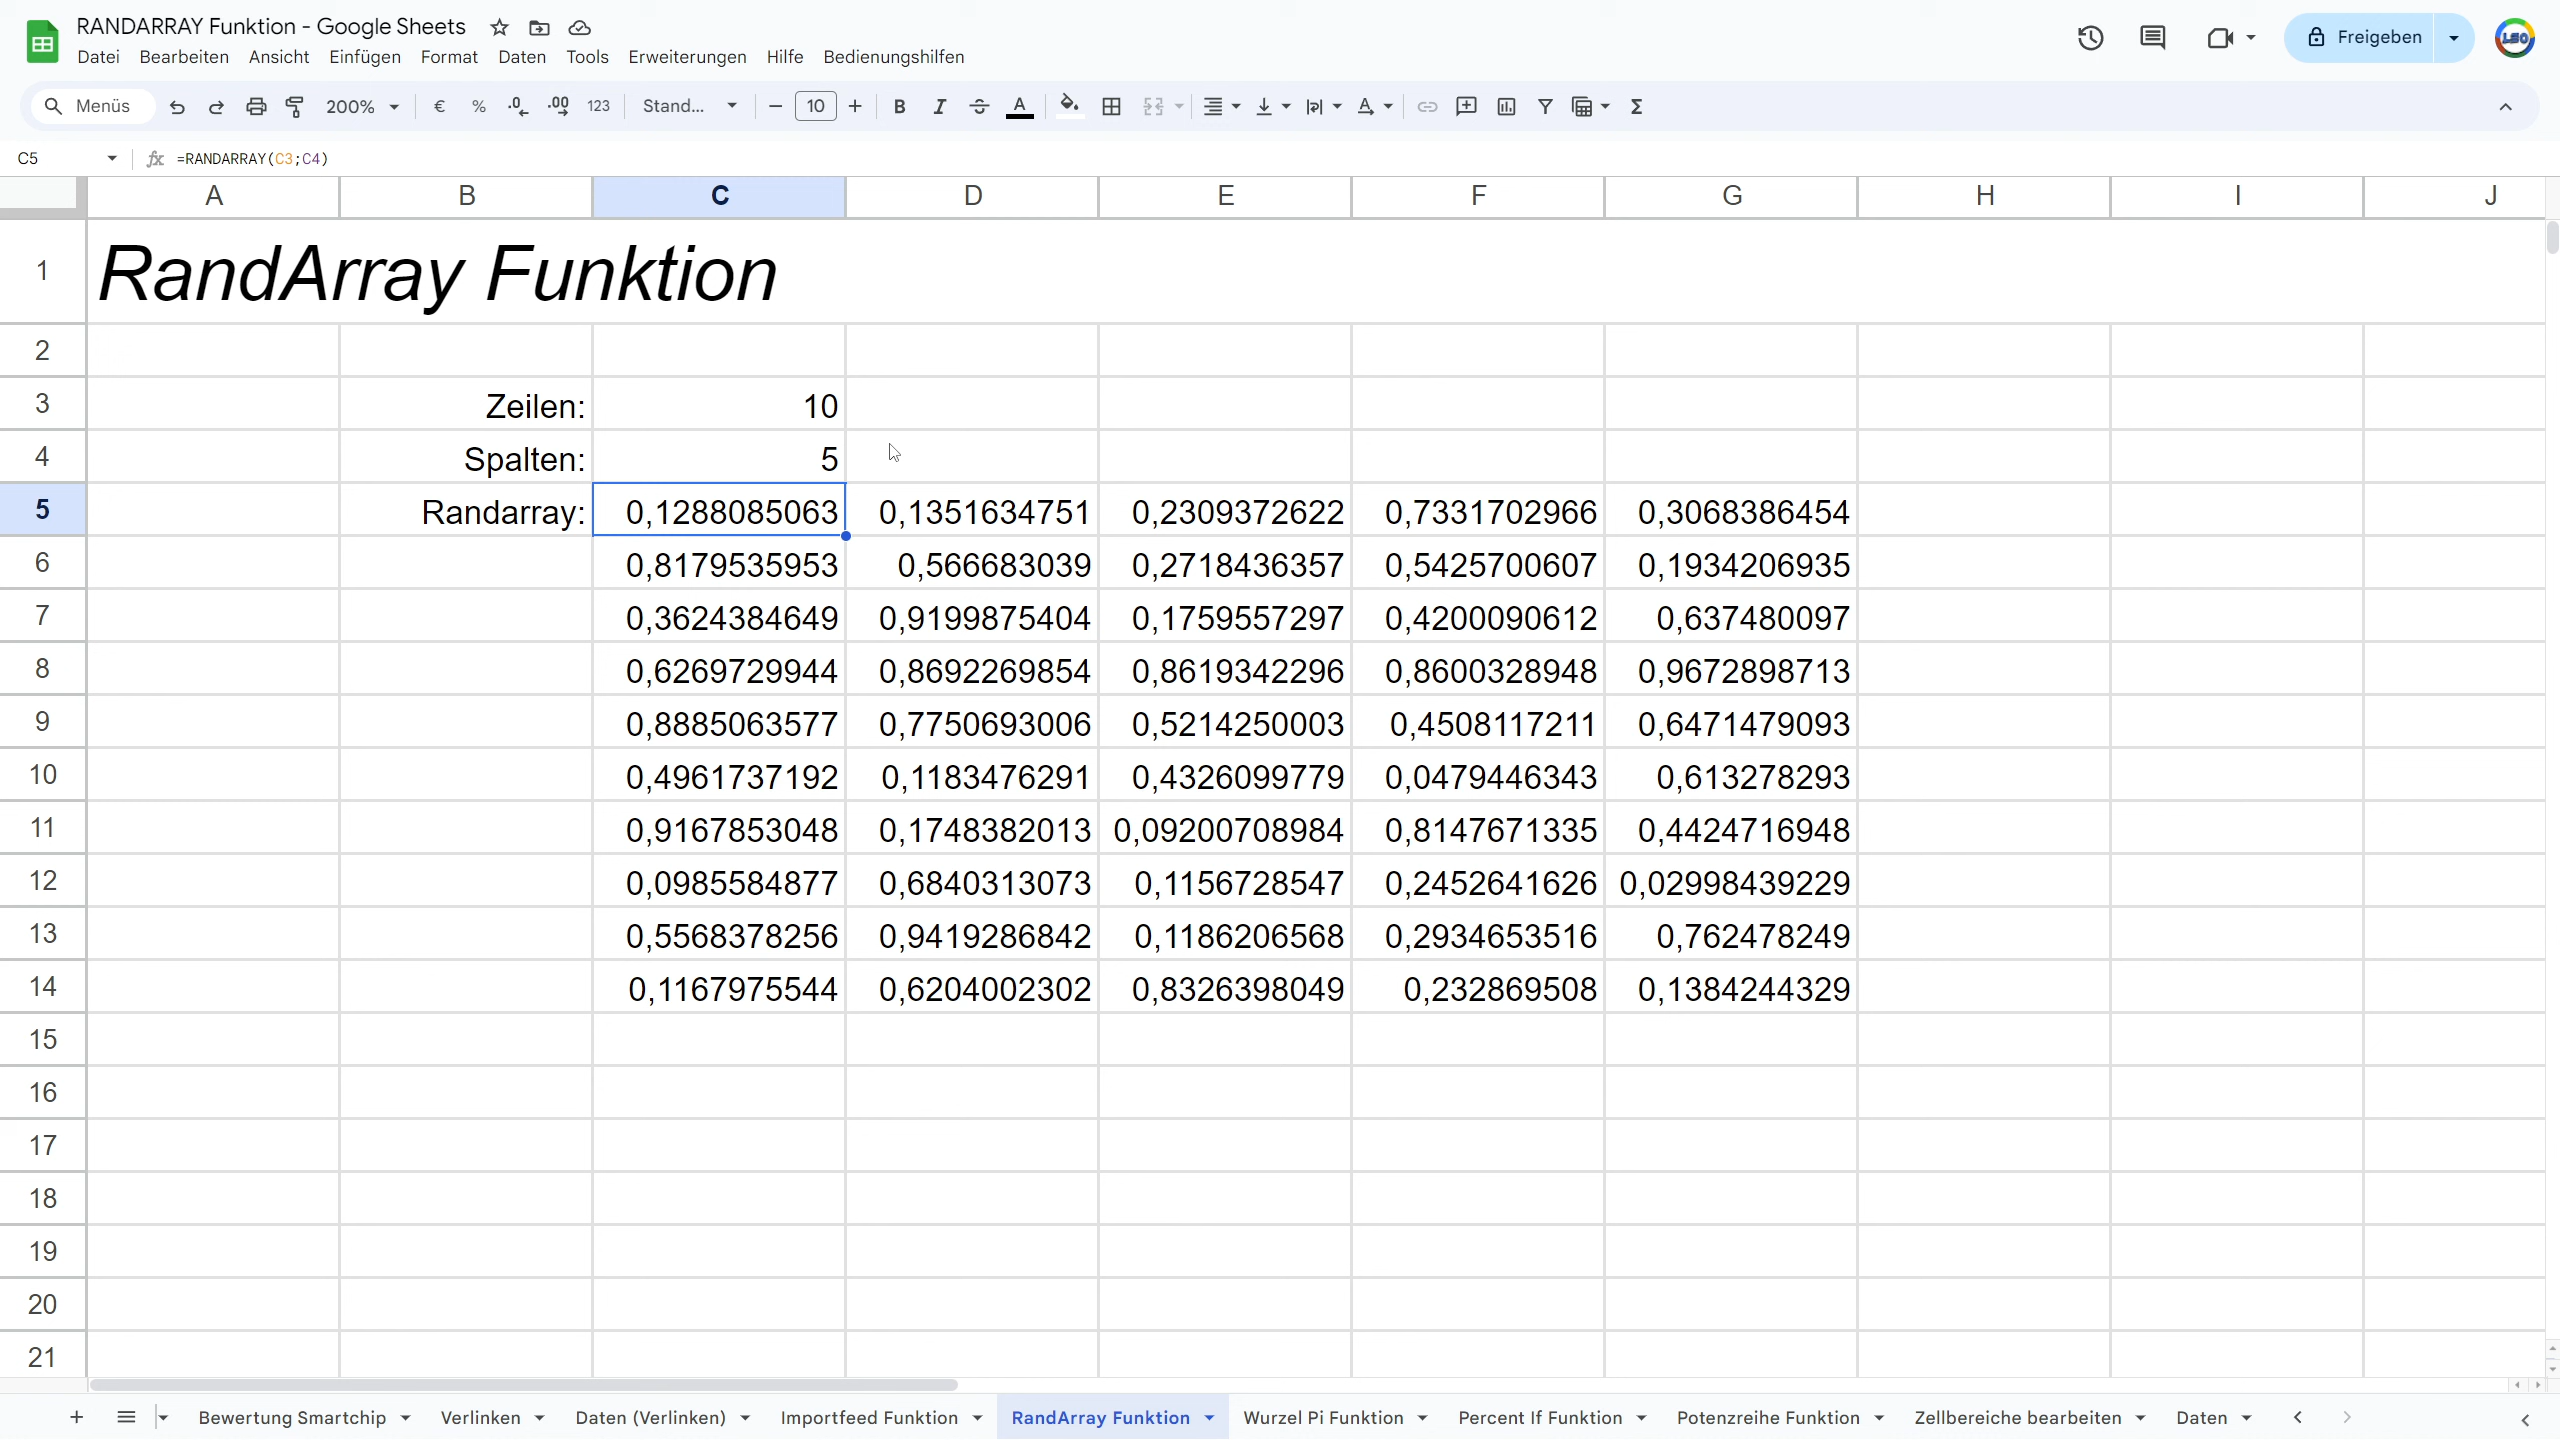 RANDARRAY Funktion - Google Sheets
Datei Bearbeiten Ansicht Einfügen Format Daten Tools Erweiterungen Hilfe Bedienungshilfen
Freigeben
LSO
Menüs 200% € % .0 .00 123 Stand... 10 B I A
C5 fx =RANDARRAY(C3;C4)
A B C D E F G H I J
1 RandArray Funktion
2
3 Zeilen: 10
4 Spalten: 5
5 Randarray: 0,1288085063 0,1351634751 0,2309372622 0,7331702966 0,3068386454
6 0,8179535953 0,566683039 0,2718436357 0,5425700607 0,1934206935
7 0,3624384649 0,9199875404 0,1759557297 0,4200090612 0,637480097
8 0,6269729944 0,8692269854 0,8619342296 0,8600328948 0,9672898713
9 0,8885063577 0,7750693006 0,5214250003 0,4508117211 0,6471479093
10 0,4961737192 0,1183476291 0,4326099779 0,0479446343 0,613278293
11 0,9167853048 0,1748382013 0,09200708984 0,8147671335 0,4424716948
12 0,0985584877 0,6840313073 0,1156728547 0,2452641626 0,02998439229
13 0,5568378256 0,9419286842 0,1186206568 0,2934653516 0,762478249
14 0,1167975544 0,6204002302 0,8326398049 0,232869508 0,1384244329
15
16
17
18
19
20
21
Bewertung Smartchip Verlinken Daten (Verlinken) Importfeed Funktion RandArray Funktion Wurzel Pi Funktion Percent If Funktion Potenzreihe Funktion Zellbereiche bearbeiten Daten